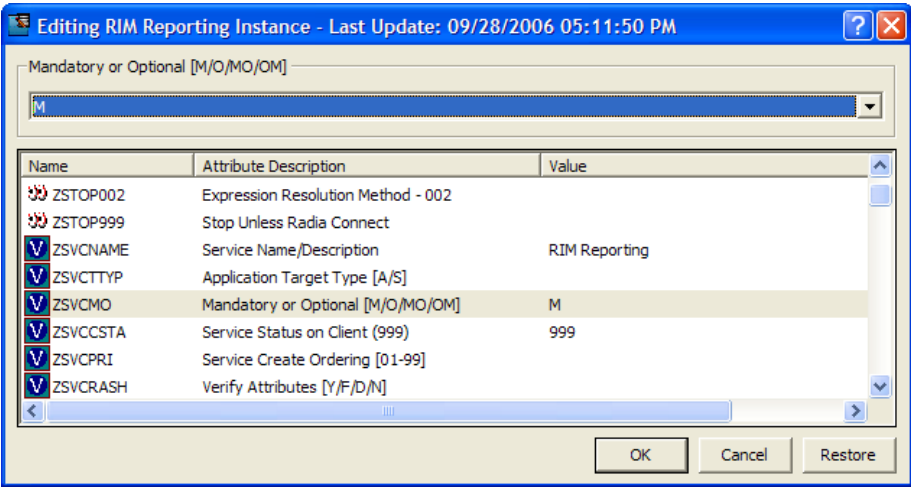 Editing RIM Reporting Instance - Last Update: 09/28/2006 05:11:50 PM
Mandatory or Optional [M/O/MO/OM]
M
Name Attribute Description Value
ZSTOP002 Expression Resolution Method - 002
ZSTOP999 Stop Unless Radia Connect
ZSVCNAME Service Name/Description RIM Reporting
ZSVCTTYP Application Target Type [A/S]
ZSVCMO Mandatory or Optional [M/O/MO/OM] M
ZSVCCSTA Service Status on Client (999) 999
ZSVCPRI Service Create Ordering [01-99]
ZSVCRASH Verify Attributes [Y/F/D/N]
OK Cancel Restore